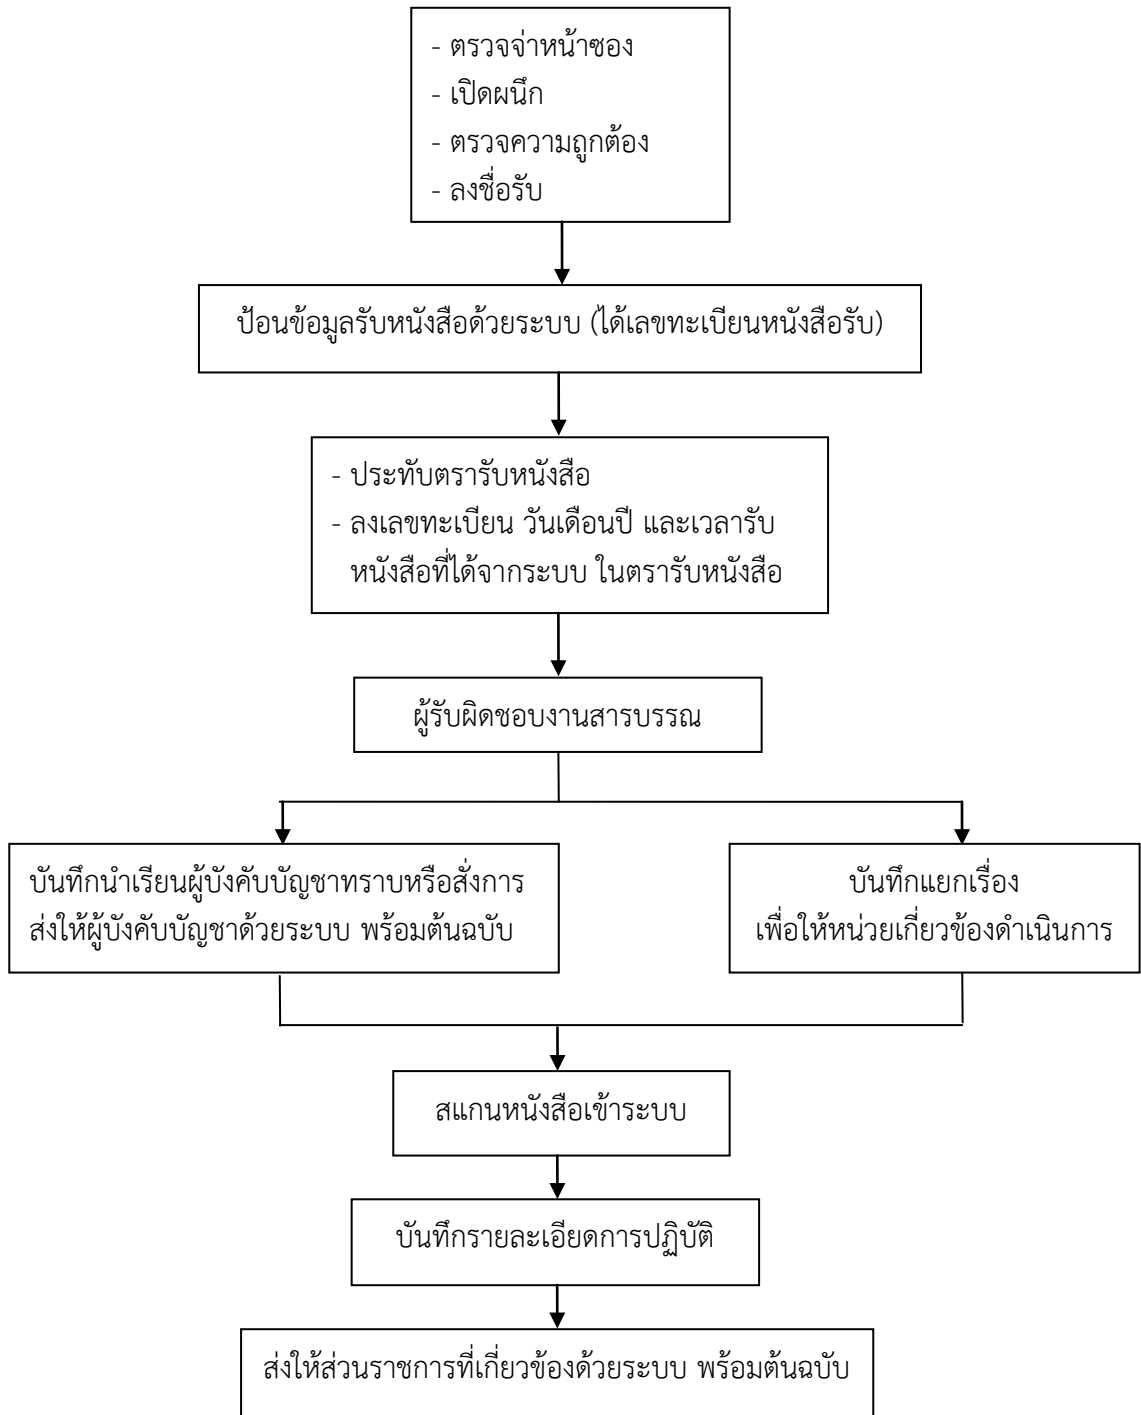 - ตรวจจ่าหน้าซอง
- เปิดผนึก
- ตรวจความถูกต้อง
- ลงชื่อรับ
ป้อนข้อมูลรับหนังสือด้วยระบบ (ได้เลขทะเบียนหนังสือรับ)
- ประทับตรารับหนังสือ
- ลงเลขทะเบียน วันเดือนปี และเวลารับ
หนังสือที่ได้จากระบบ ในตรารับหนังสือ
ผู้รับผิดชอบงานสารบรรณ
บันทึกนำเรียนผู้บังคับบัญชาทราบหรือสั่งการ
ส่งให้ผู้บังคับบัญชาด้วยระบบ พร้อมต้นฉบับ
บันทึกแยกเรื่อง
เพื่อให้หน่วยเกี่ยวข้องดำเนินการ
สแกนหนังสือเข้าระบบ
บันทึกรายละเอียดการปฏิบัติ
ส่งให้ส่วนราชการที่เกี่ยวข้องด้วยระบบ พร้อมต้นฉบับ